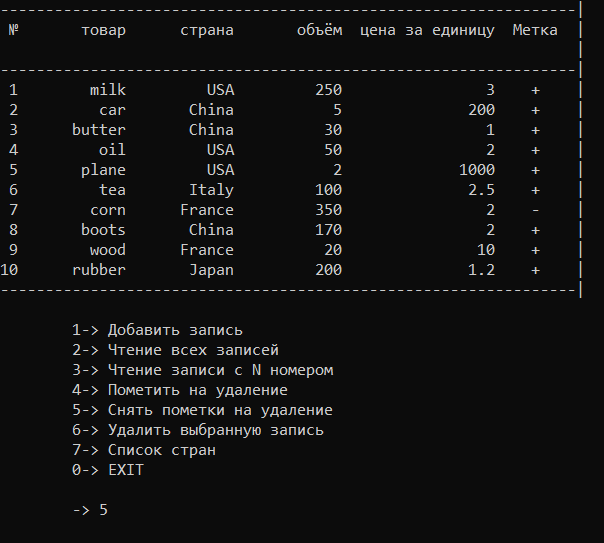 ----------------------------------------------------------------|
№ товар страна объём цена за единицу Метка |
|
----------------------------------------------------------------|
1 milk USA 250 3 + |
2 car China 5 200 + |
3 butter China 30 1 + |
4 oil USA 50 2 + |
5 plane USA 2 1000 + |
6 tea Italy 100 2.5 + |
7 corn France 350 2 - |
8 boots China 170 2 + |
9 wood France 20 10 + |
10 rubber Japan 200 1.2 + |
----------------------------------------------------------------|
1-> Добавить запись
2-> Чтение всех записей
3-> Чтение записи с N номером
4-> Пометить на удаление
5-> Снять пометки на удаление
6-> Удалить выбранную запись
7-> Список стран
0-> EXIT
-> 5